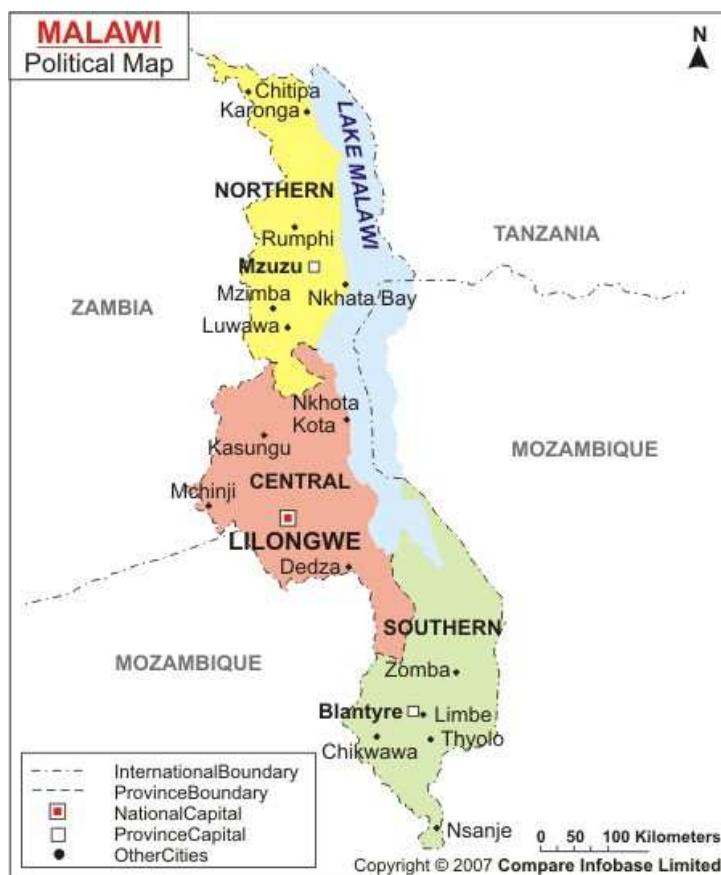 MALAWI
Political Map
N
Chitipa
Karonga
LAKE MALAWI
NORTHERN
TANZANIA
Rumphi
Mzuzu
Nkhata Bay
Mzimba
ZAMBIA
Luwawa
Nkhota
Kota
Kasungu
MOZAMBIQUE
CENTRAL
Mchinji
LILONGWE
Dedza
SOUTHERN
MOZAMBIQUE
Zomba
Blantyre
Limbe
Chikwawa
Thyolo
InternationalBoundary
ProvinceBoundary
NationalCapital
ProvinceCapital
OtherCities
Nsanje
0 50 100 Kilometers
Copyright © 2007 Compare Infobase Limited